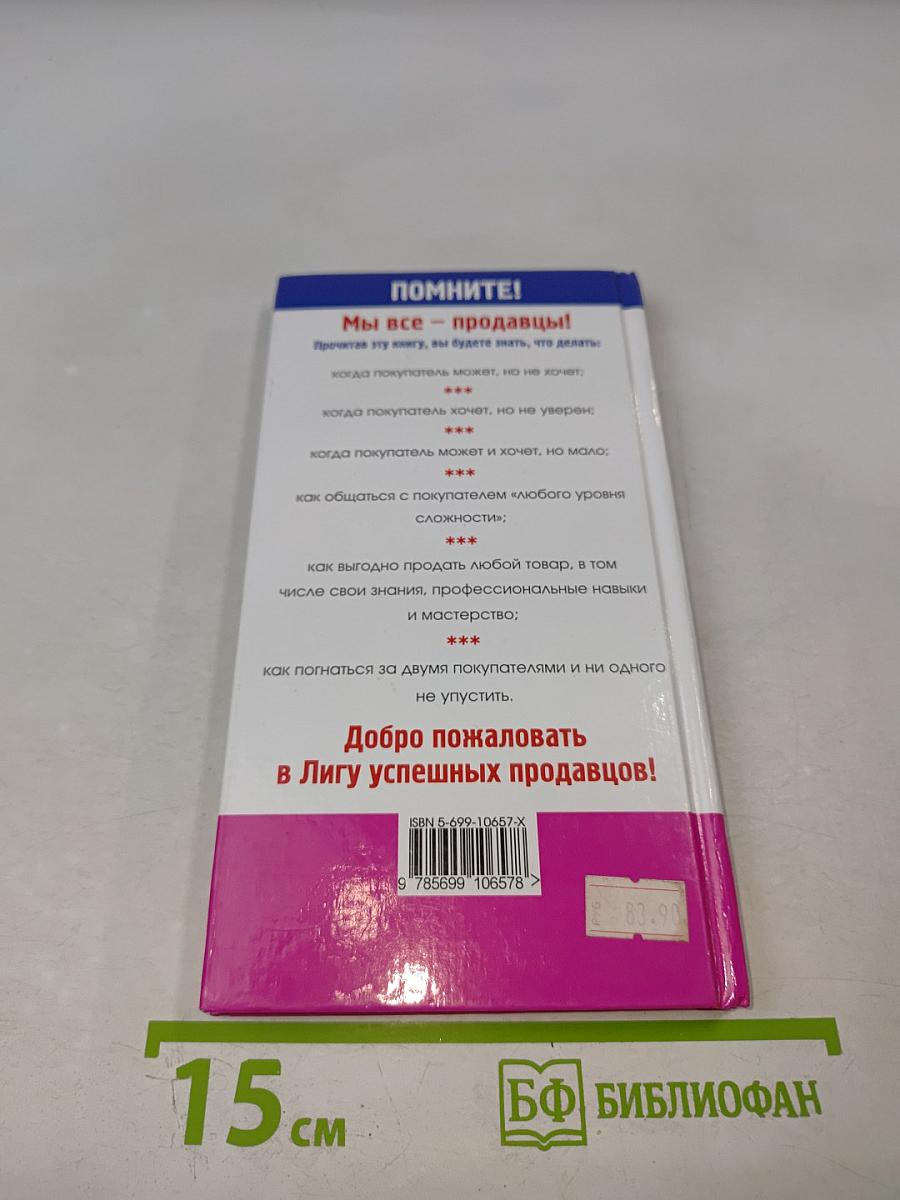 ПОМНИТЕ!
Мы все – продавцы!
Прочитав эту книгу, вы будете знать, что делать:
когда покупатель может, но не хочет;
***
когда покупатель хочет, но не уверен;
***
когда покупатель может и хочет, но мало;
***
как общаться с покупателем «любого уровня
сложности»;
***
как выгодно продать любой товар, в том
числе свои знания, профессиональные навыки
и мастерство;
***
как погнаться за двумя покупателями и ни одного
не упустить.
Добро пожаловать
в Лигу успешных продавцов!
ISBN 5-699-10657-X
9 785699 106578 >
РУБ 83.90
15 см
БФ БИБЛИОФАН